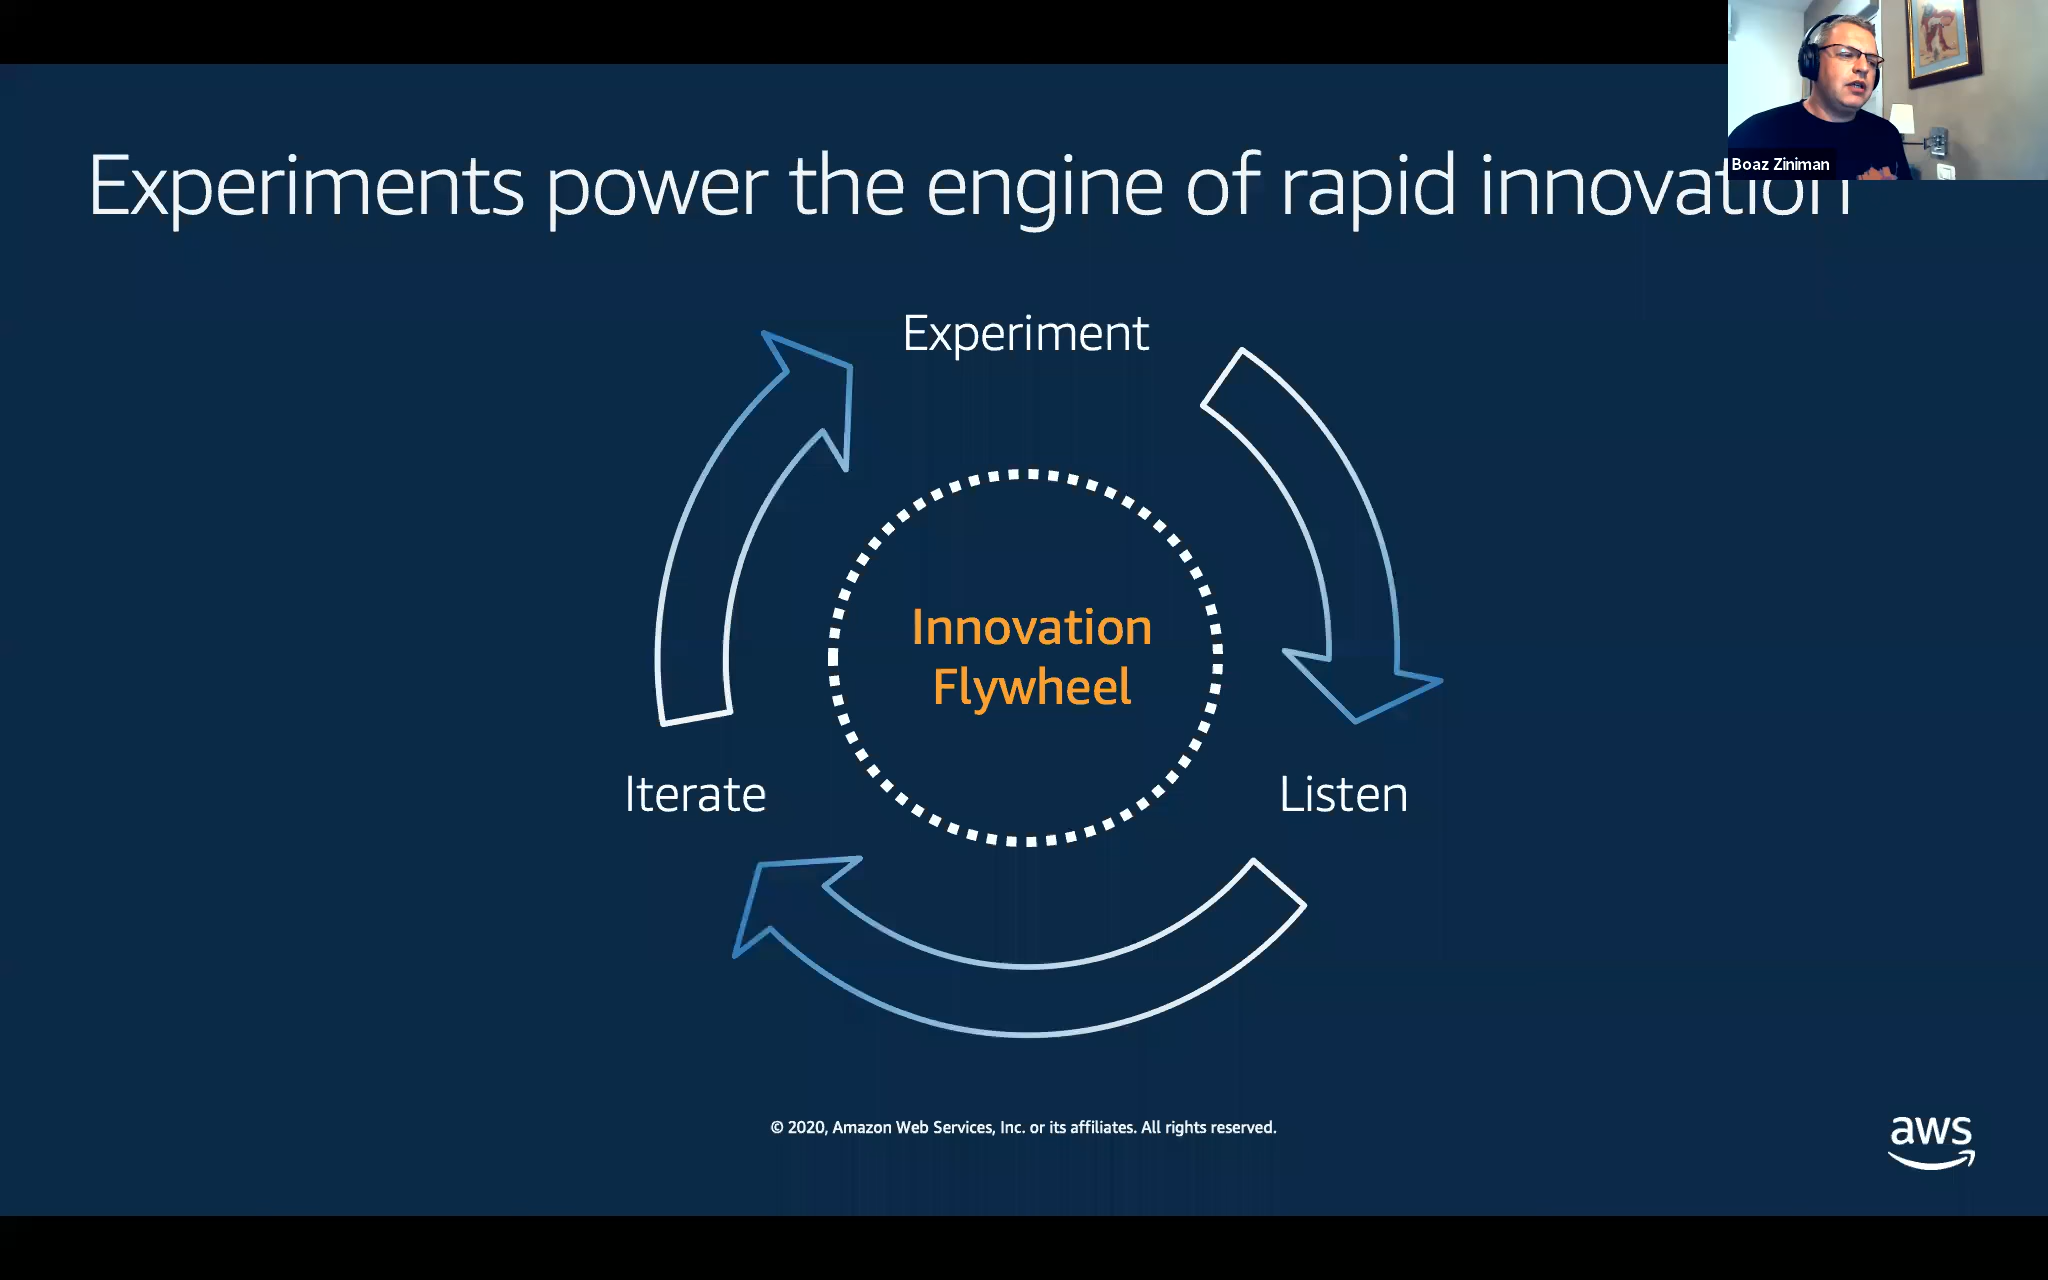 Boaz Ziniman
Experiments power the engine of rapid innovation
Experiment
Innovation
Flywheel
Iterate
Listen
© 2020, Amazon Web Services, Inc. or its affiliates. All rights reserved.
aws